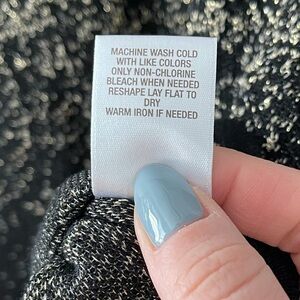 MACHINE WASH COLD
WITH LIKE COLORS
ONLY NON-CHLORINE
BLEACH WHEN NEEDED
RESHAPE LAY FLAT TO
DRY
WARM IRON IF NEEDED